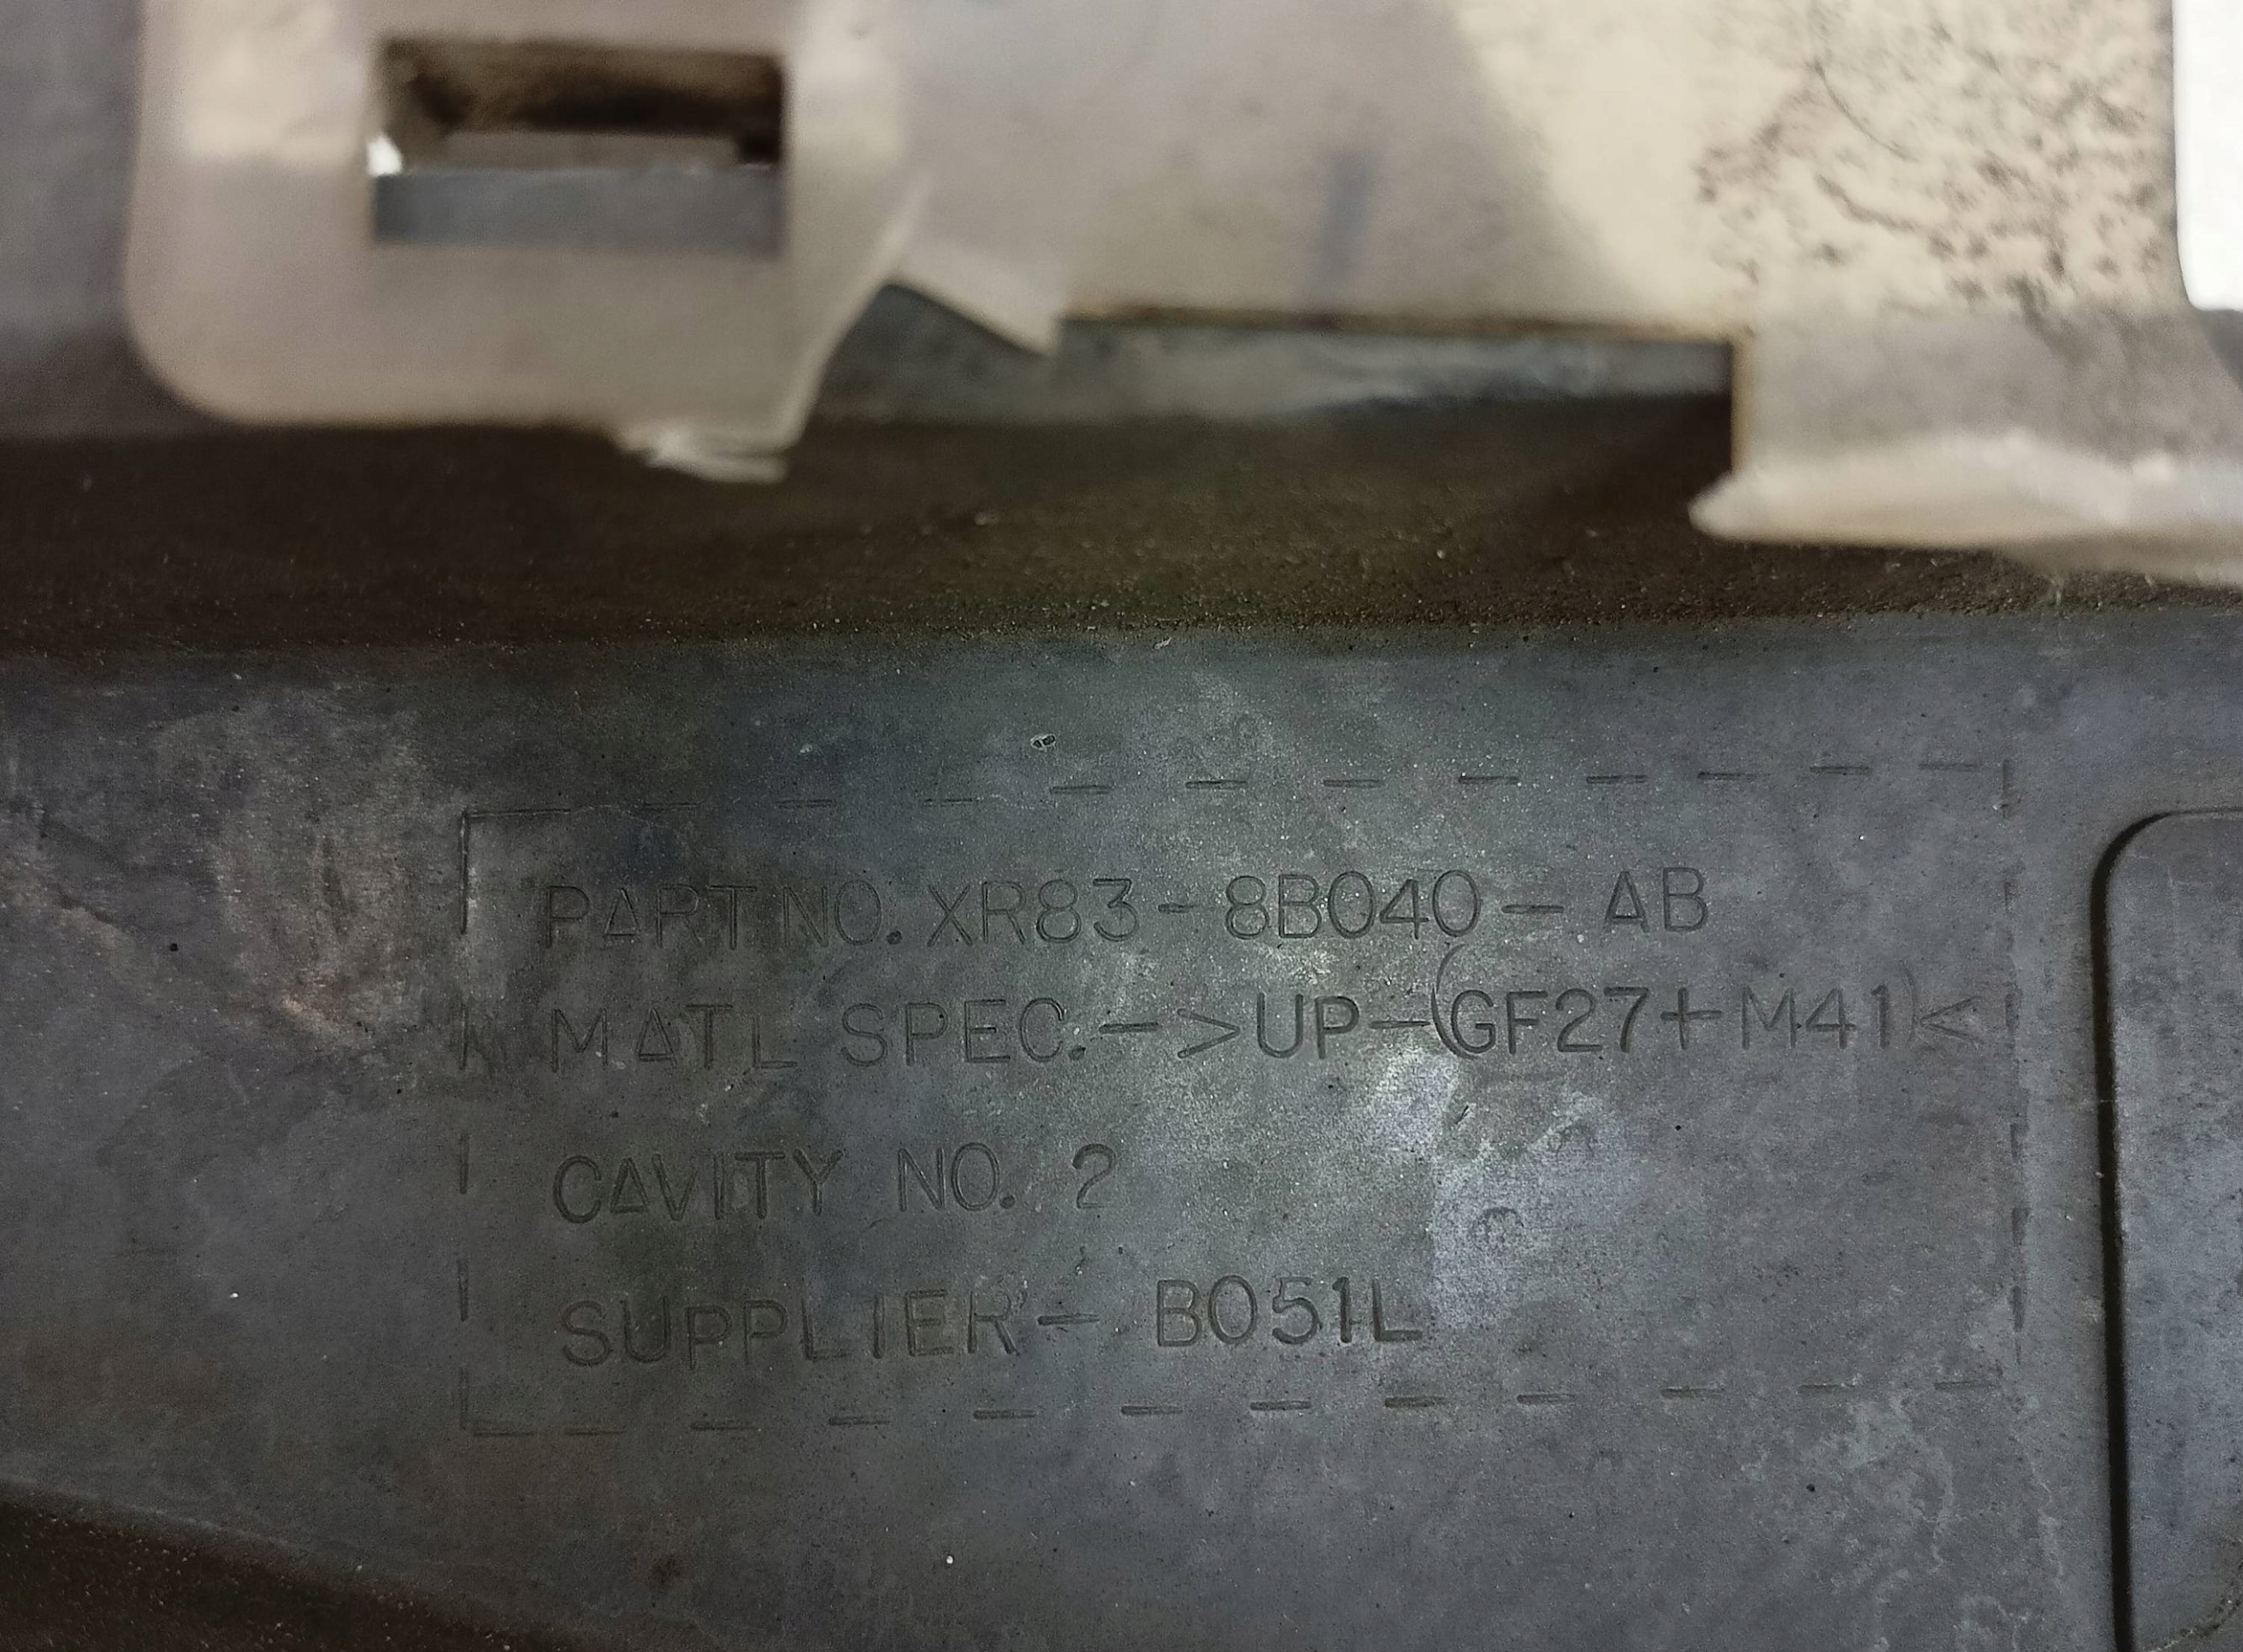 PART NO. XR83-8B040-AB
MATL SPEC.->UP-(GF27+M41)<
CAVITY NO. 2
SUPPLIER- B051L